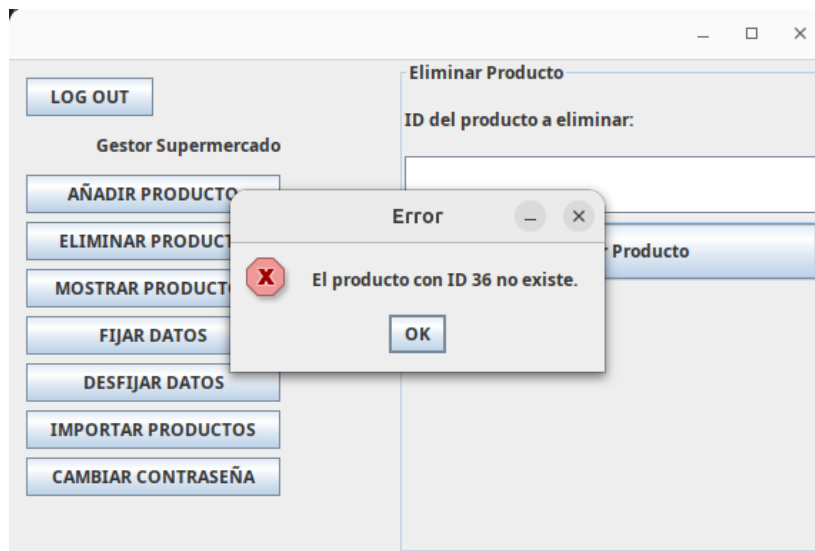 LOG OUT
Gestor Supermercado
AÑADIR PRODUCTO
ELIMINAR PRODUCT
MOSTRAR PRODUCT
FIJAR DATOS
DESFIJAR DATOS
IMPORTAR PRODUCTOS
CAMBIAR CONTRASEÑA
Eliminar Producto
ID del producto a eliminar:
r Producto
Error
El producto con ID 36 no existe.
OK